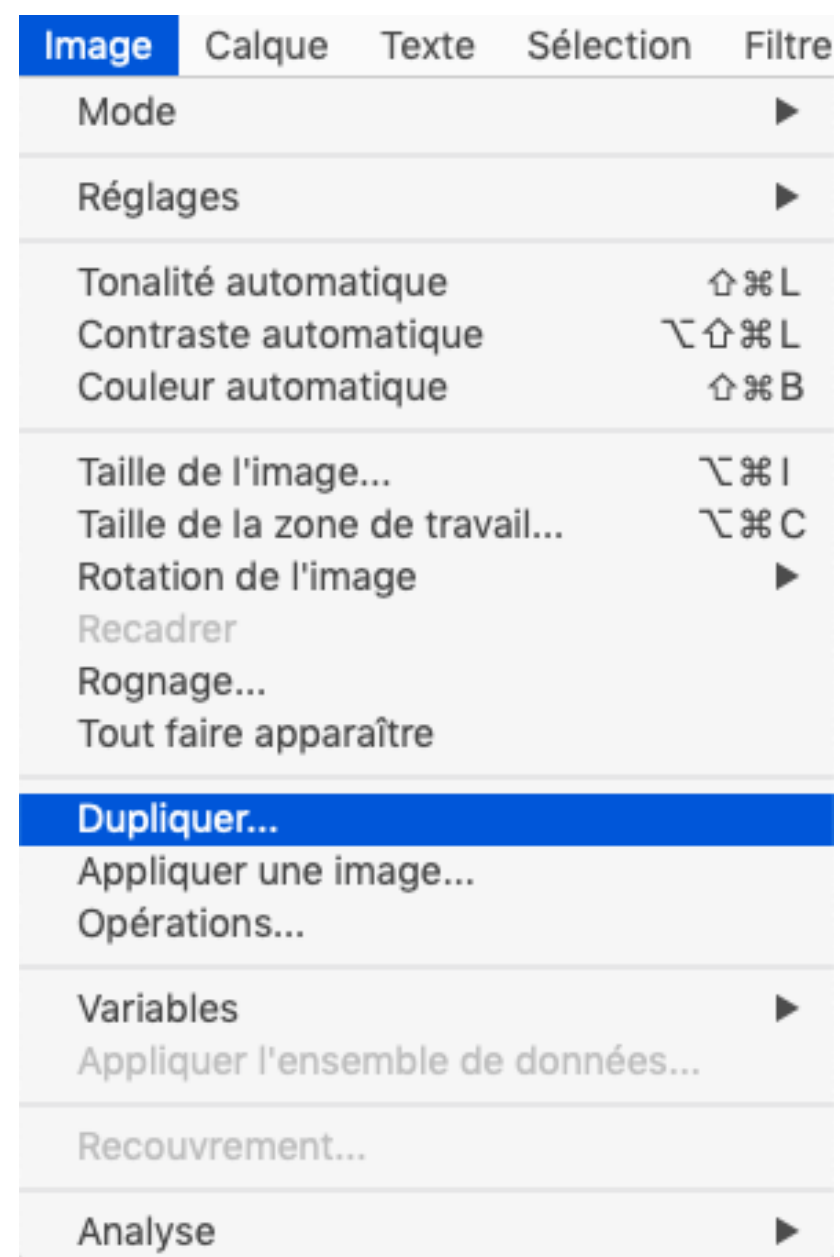 Image Calque Texte Sélection Filtre
Mode ▶
Réglages ▶
Tonalité automatique ⇧⌘L
Contraste automatique ⌥⇧⌘L
Couleur automatique ⇧⌘B
Taille de l'image... ⌥⌘I
Taille de la zone de travail... ⌥⌘C
Rotation de l'image ▶
Recadrer
Rognage...
Tout faire apparaître
Dupliquer...
Appliquer une image...
Opérations...
Variables ▶
Appliquer l'ensemble de données...
Recouvrement...
Analyse ▶